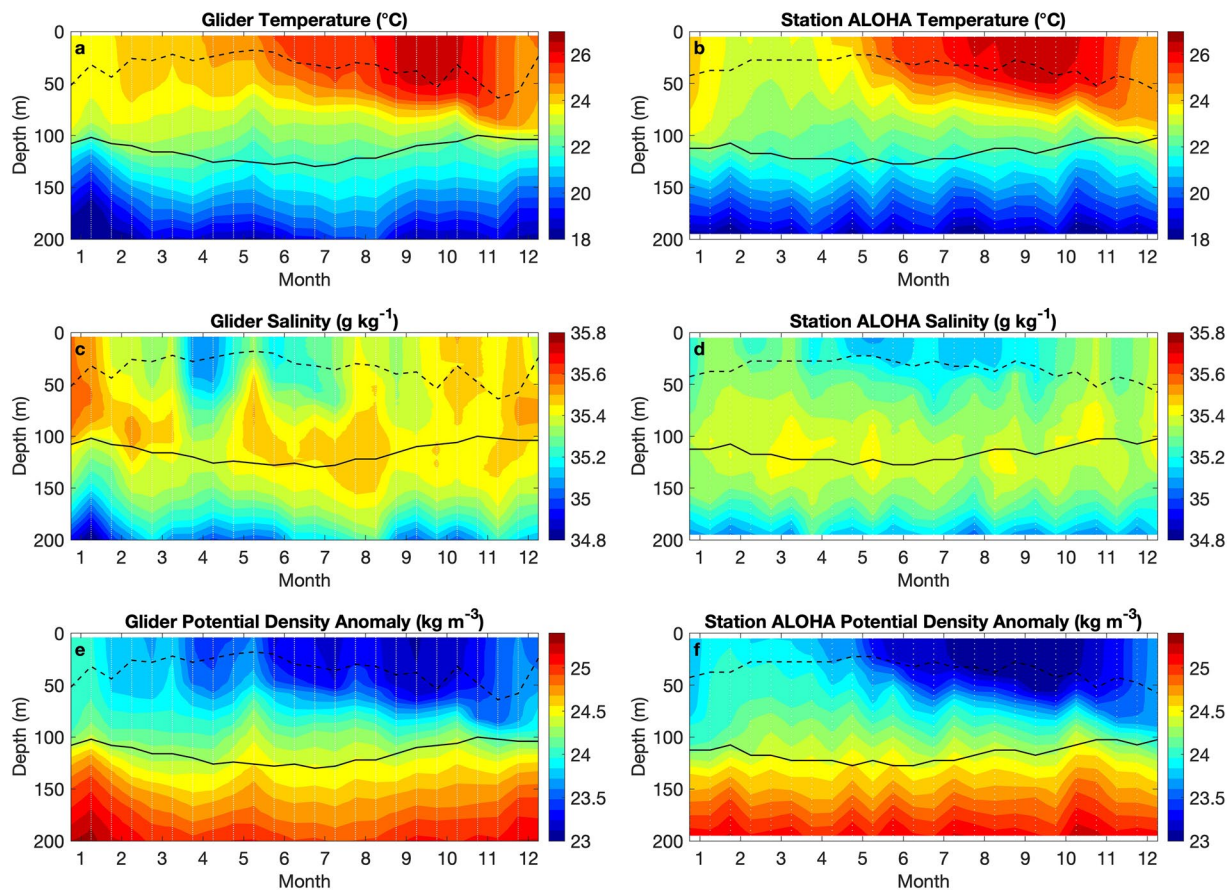 Glider Temperature (°C)
a
0
50
100
150
200
Depth (m)
1 2 3 4 5 6 7 8 9 10 11 12
Month
26
24
22
20
18
Station ALOHA Temperature (°C)
b
0
50
100
150
200
Depth (m)
1 2 3 4 5 6 7 8 9 10 11 12
Month
26
24
22
20
18
Glider Salinity (g kg⁻¹)
c
0
50
100
150
200
Depth (m)
1 2 3 4 5 6 7 8 9 10 11 12
Month
35.8
35.6
35.4
35.2
35
34.8
Station ALOHA Salinity (g kg⁻¹)
d
0
50
100
150
200
Depth (m)
1 2 3 4 5 6 7 8 9 10 11 12
Month
35.8
35.6
35.4
35.2
35
34.8
Glider Potential Density Anomaly (kg m⁻³)
e
0
50
100
150
200
Depth (m)
1 2 3 4 5 6 7 8 9 10 11 12
Month
25
24.5
24
23.5
23
Station ALOHA Potential Density Anomaly (kg m⁻³)
f
0
50
100
150
200
Depth (m)
1 2 3 4 5 6 7 8 9 10 11 12
Month
25
24.5
24
23.5
23